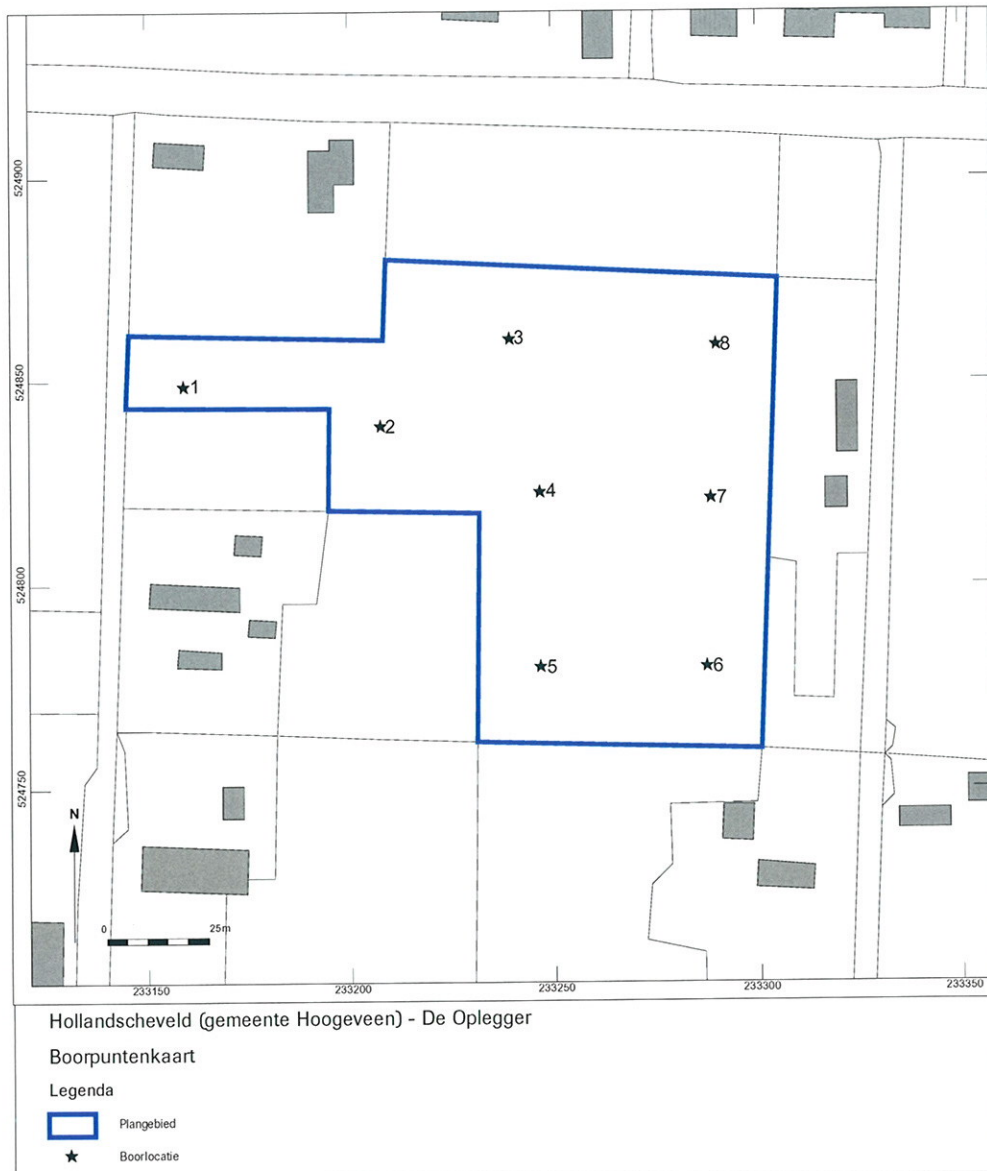 524900
3
8
524850
1
2
4
7
524800
5
6
524750
N
0 25m
233150 233200 233250 233300 233350
Hollandscheveld (gemeente Hoogeveen) - De Oplegger
Boorpuntenkaart
Legenda
Plangebied
Boorlocatie